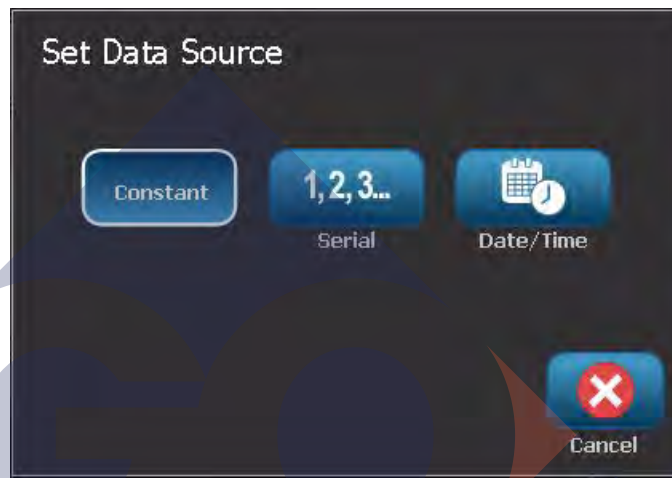 Set Data Source
Constant
1, 2, 3...
Serial
Date/Time
Cancel